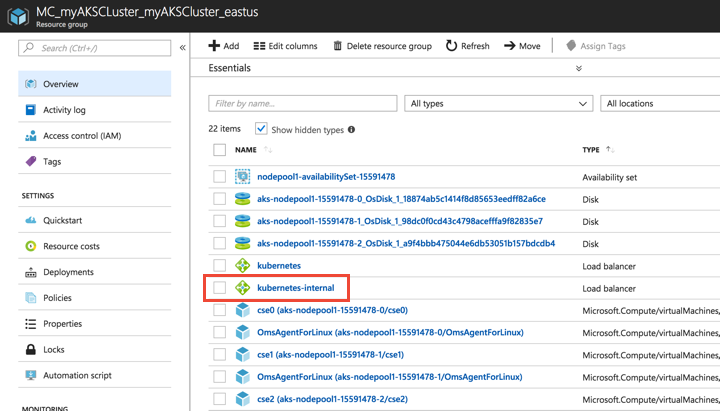 MC_myAKSCLuster_myAKSCluster_eastus
Resource group
Search (Ctrl+/)
Overview
Activity log
Access control (IAM)
Tags
SETTINGS
Quickstart
Resource costs
Deployments
Policies
Properties
Locks
Automation script
MONITORING
Add Edit columns Delete resource group Refresh Move Assign Tags
Essentials
Filter by name... All types All locations
22 items Show hidden types
NAME TYPE
nodepool1-availabilitySet-15591478 Availability set
aks-nodepool1-15591478-0_OsDisk_1_18874ab5c1414f8d85653eedff82a6ce Disk
aks-nodepool1-15591478-1_OsDisk_1_98dc0f0cd43c4798acefffa9f82835e7 Disk
aks-nodepool1-15591478-2_OsDisk_1_a9f4bbb475044e6db53051b157bdcdb4 Disk
kubernetes Load balancer
kubernetes-internal Load balancer
cse0 (aks-nodepool1-15591478-0/cse0) Microsoft.Compute/virtualMachines,
OmsAgentForLinux (aks-nodepool1-15591478-0/OmsAgentForLinux) Microsoft.Compute/virtualMachines,
cse1 (aks-nodepool1-15591478-1/cse1) Microsoft.Compute/virtualMachines,
OmsAgentForLinux (aks-nodepool1-15591478-1/OmsAgentForLinux) Microsoft.Compute/virtualMachines,
cse2 (aks-nodepool1-15591478-2/cse2) Microsoft.Compute/virtualMachines,